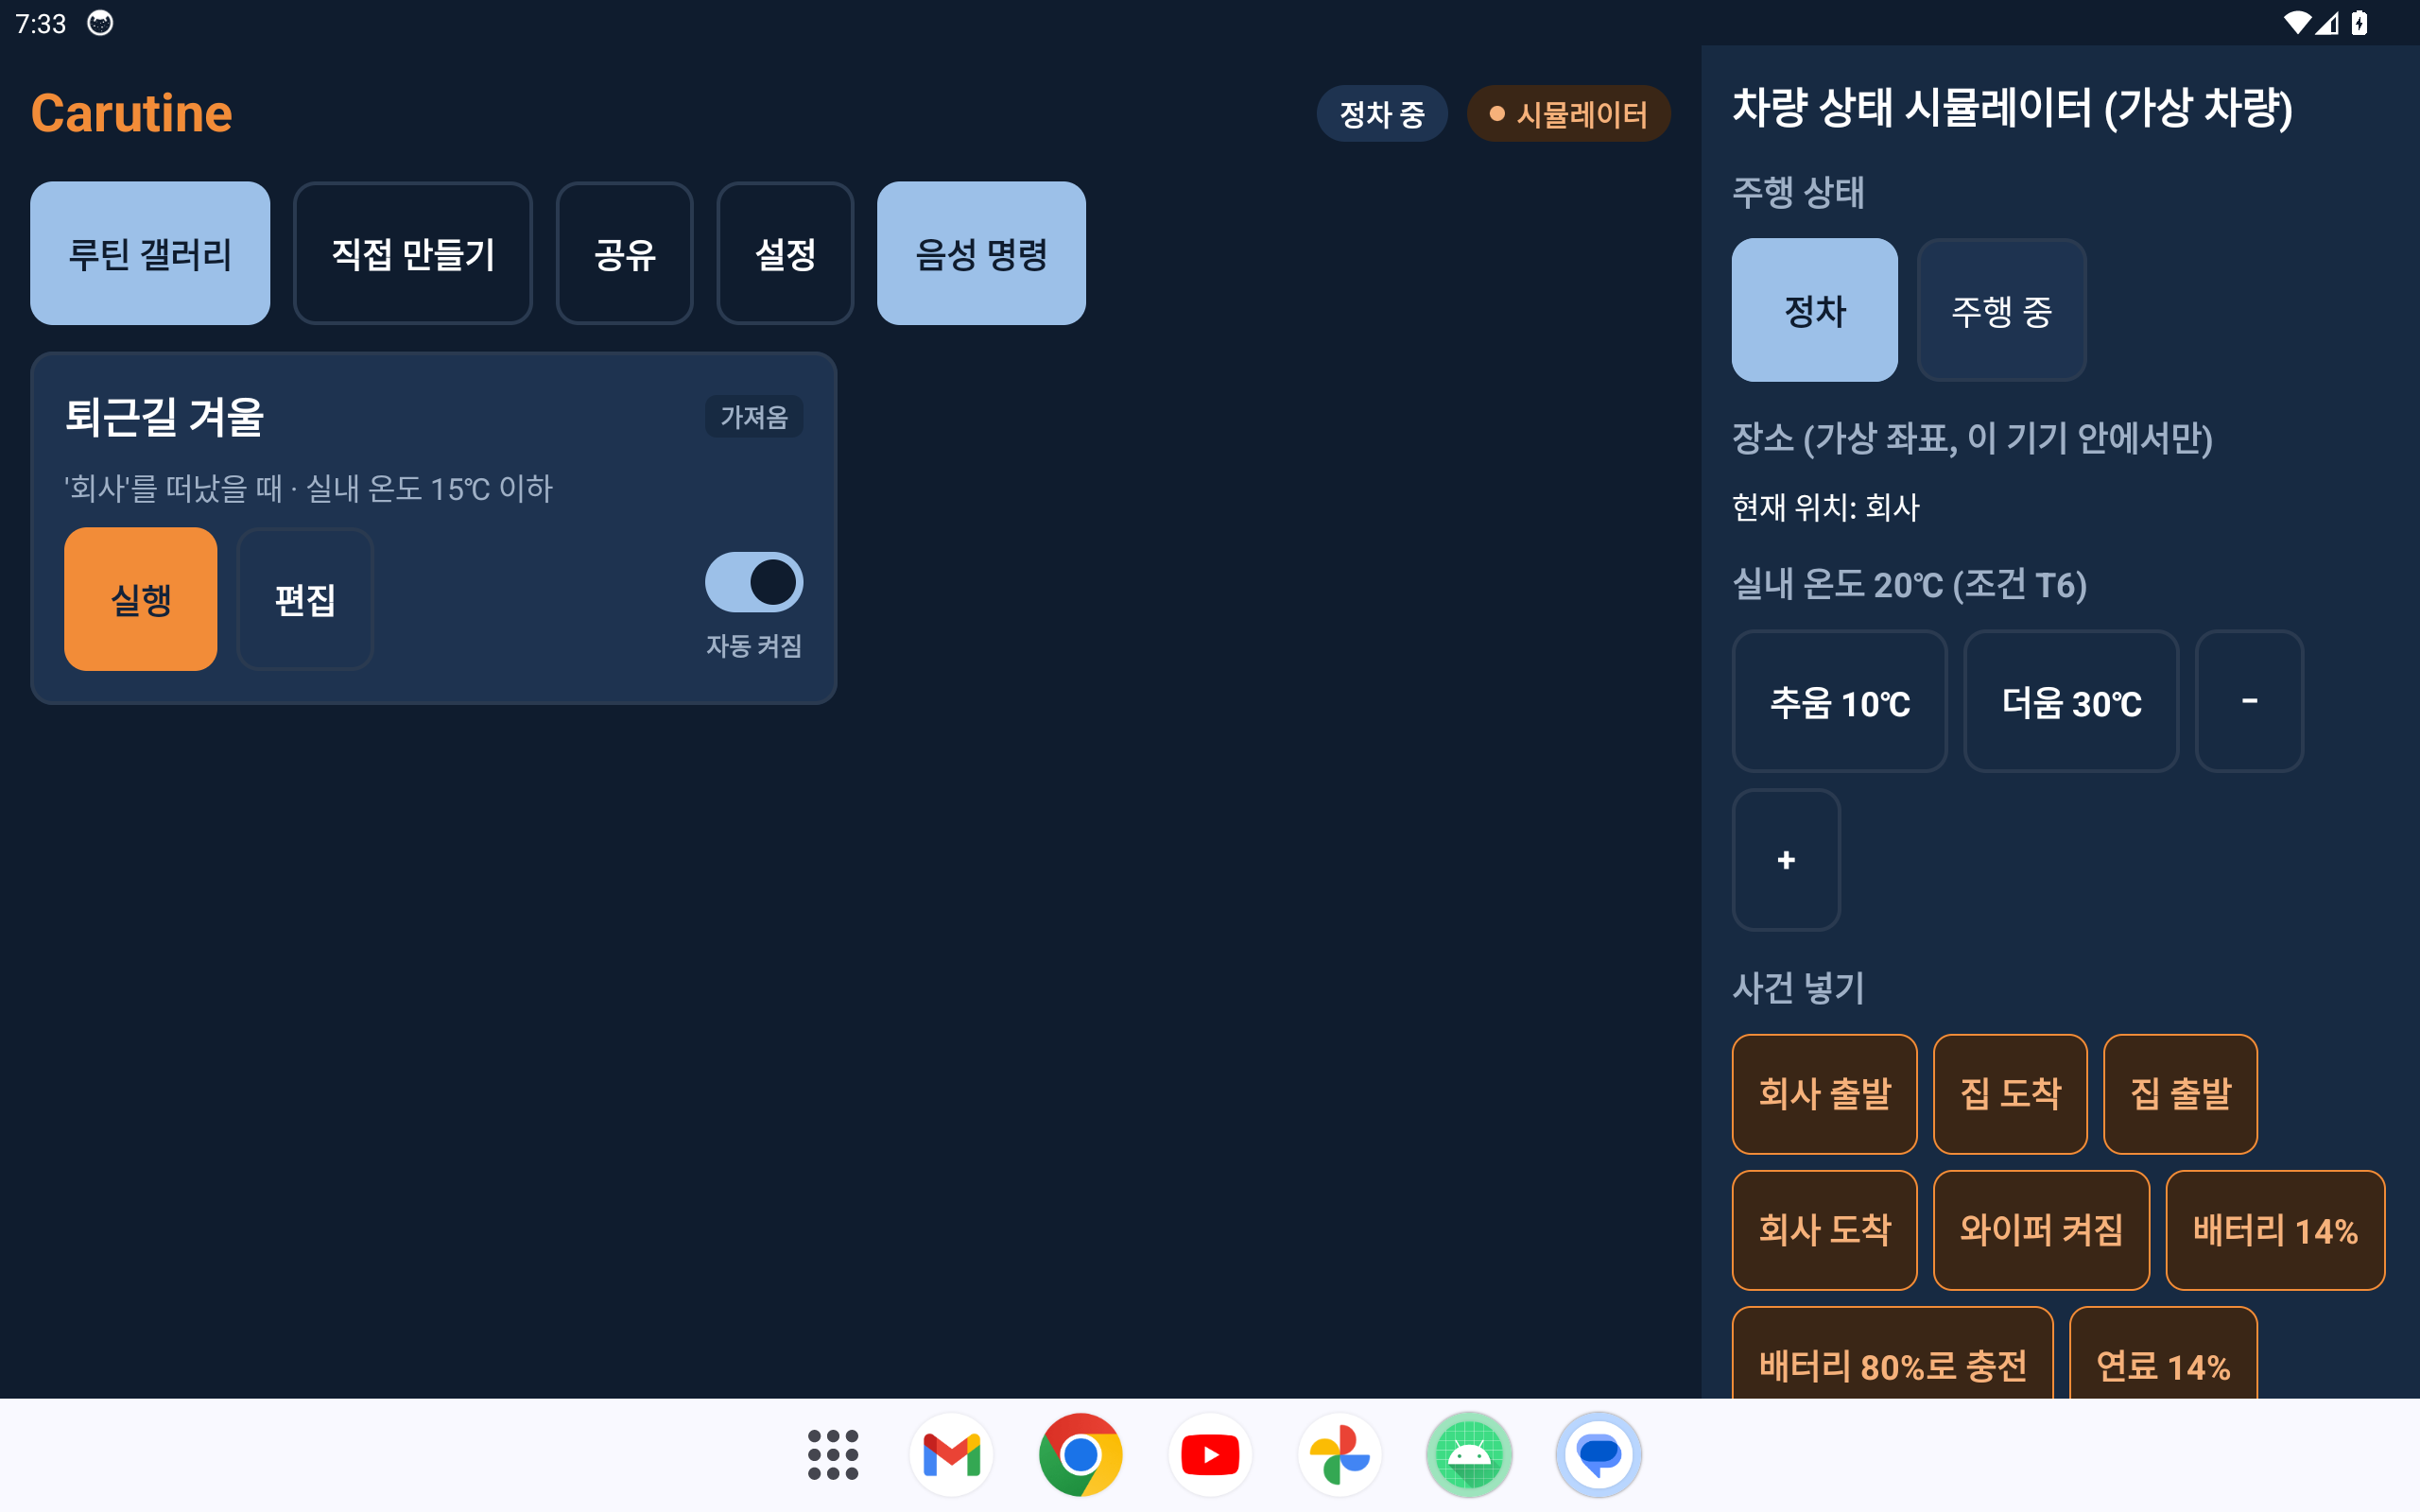 7:33
Carutine
정차 중
시뮬레이터
루틴 갤러리
직접 만들기
공유
설정
음성 명령
퇴근길 겨울
가져옴
'회사'를 떠났을 때 · 실내 온도 15℃ 이하
실행
편집
자동 켜짐
차량 상태 시뮬레이터 (가상 차량)
주행 상태
정차
주행 중
장소 (가상 좌표, 이 기기 안에서만)
현재 위치: 회사
실내 온도 20℃ (조건 T6)
추움 10℃
더움 30℃
−
+
사건 넣기
회사 출발
집 도착
집 출발
회사 도착
와이퍼 켜짐
배터리 14%
배터리 80%로 충전
연료 14%